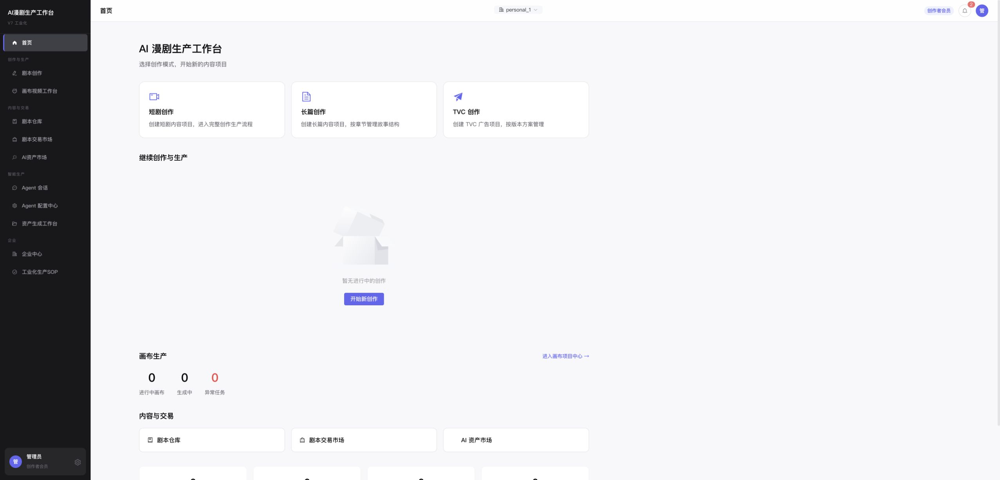 AI漫剧生产工作台
V7 工业化
首页
创作与生产
剧本创作
画布视频工作台
内容与交易
剧本仓库
剧本交易市场
AI资产市场
智能生产
Agent 会话
Agent 配置中心
资产生成工作台
企业
企业中心
工业化生产SOP
管
管理员
创作者会员
首页
personal_1
创作者会员
2
管
AI 漫剧生产工作台
选择创作模式，开始新的内容项目
短剧创作
创建短剧内容项目，进入完整创作生产流程
长篇创作
创建长篇内容项目，按章节管理故事结构
TVC 创作
创建 TVC 广告项目，按版本方案管理
继续创作与生产
暂无进行中的创作
开始新创作
画布生产
进入画布项目中心 →
0 0 0
进行中画布 生成中 异常任务
内容与交易
剧本仓库
剧本交易市场
AI 资产市场